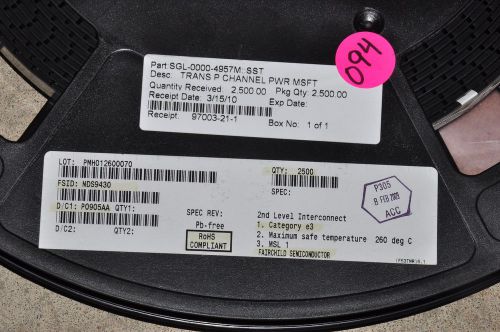 Part SGL-0000-4957M: SST
Desc: TRANS P CHANNEL PWR MSFT
Quantity Received: 2,500.00 Pkg Qty: 2,500.00
Receipt Date: 3/15/10 Exp Date:
Receipt: 97003-21-1 Box No: 1 of 1
094
LOT: PMH012600070
QTY: 2500
FSID: NDS9430
SPEC:
D/C1: P0905AA QTY1:
D/C2: QTY2:
SPEC REV:
Pb-free
RoHS
COMPLIANT
2nd Level Interconnect
1. Category e3
2. Maximum safe temperature 260 deg C
3. MSL 1
FAIRCHILD SEMICONDUCTOR
P305
8 FEB 2009
ACC